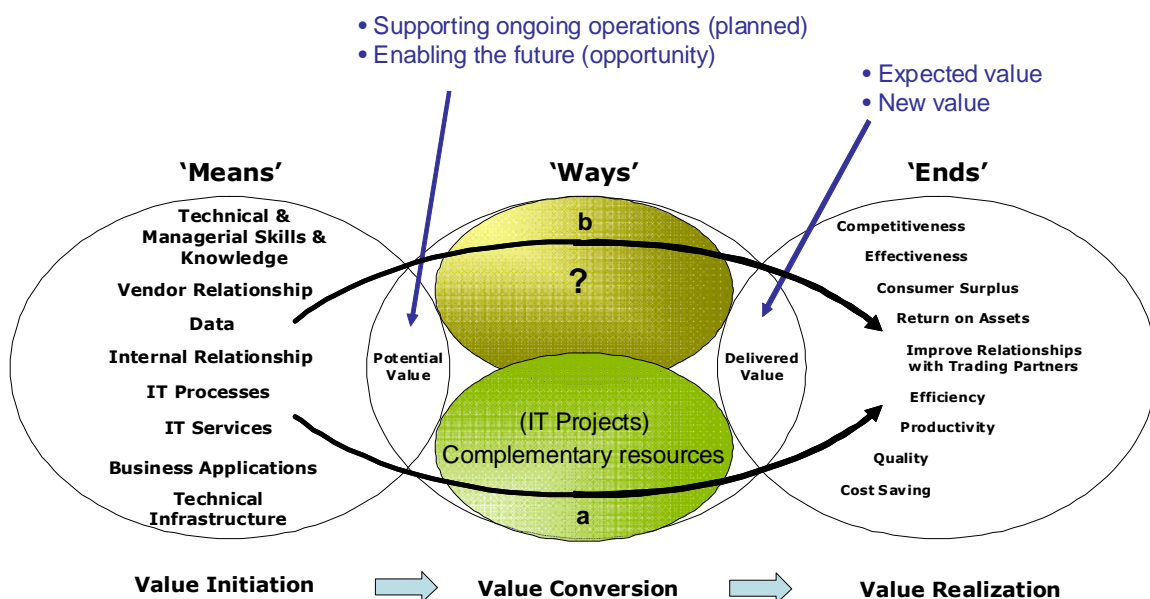 • Supporting ongoing operations (planned)
• Enabling the future (opportunity)
• Expected value
• New value
‘Means’
‘Ways’
‘Ends’
Technical &
Managerial Skills &
Knowledge
Vendor Relationship
Data
Internal Relationship
IT Processes
IT Services
Business Applications
Technical
Infrastructure
Potential
Value
b
?
(IT Projects)
Complementary resources
a
Delivered
Value
Competitiveness
Effectiveness
Consumer Surplus
Return on Assets
Improve Relationships
with Trading Partners
Efficiency
Productivity
Quality
Cost Saving
Value Initiation
Value Conversion
Value Realization